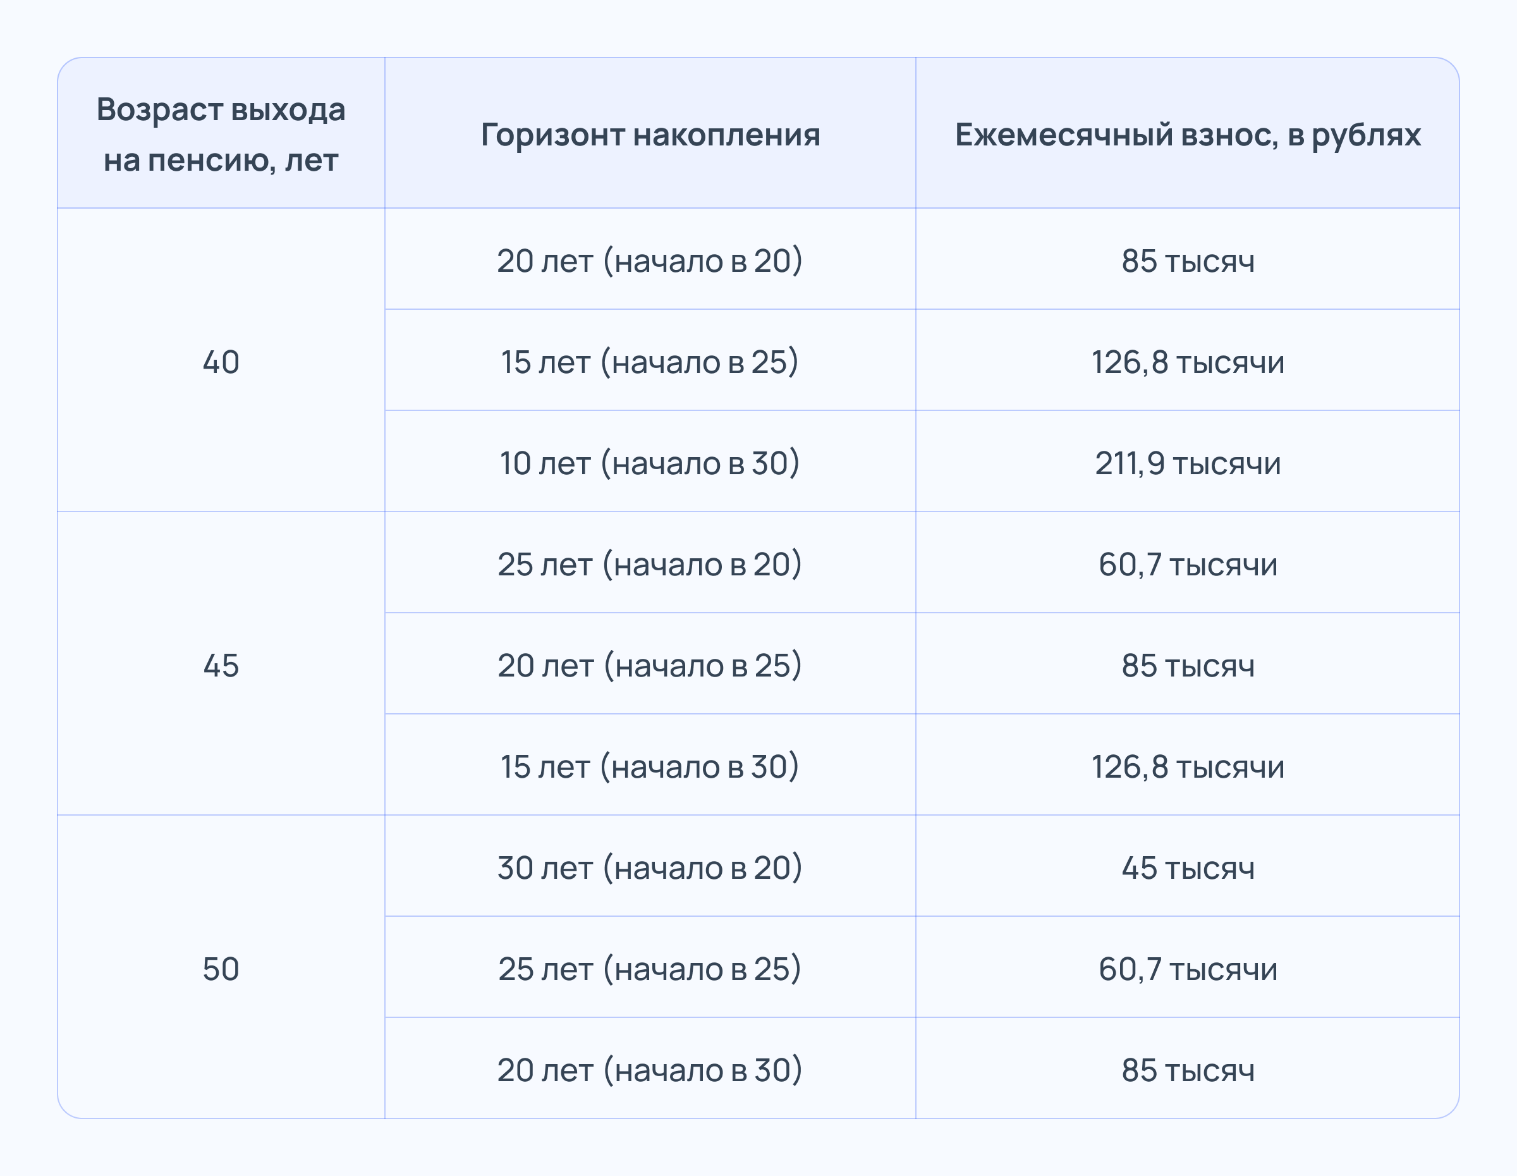 Возраст выхода
на пенсию, лет
Горизонт накопления
Ежемесячный взнос, в рублях
40
20 лет (начало в 20)
85 тысяч
15 лет (начало в 25)
126,8 тысячи
10 лет (начало в 30)
211,9 тысячи
45
25 лет (начало в 20)
60,7 тысячи
20 лет (начало в 25)
85 тысяч
15 лет (начало в 30)
126,8 тысячи
50
30 лет (начало в 20)
45 тысяч
25 лет (начало в 25)
60,7 тысячи
20 лет (начало в 30)
85 тысяч